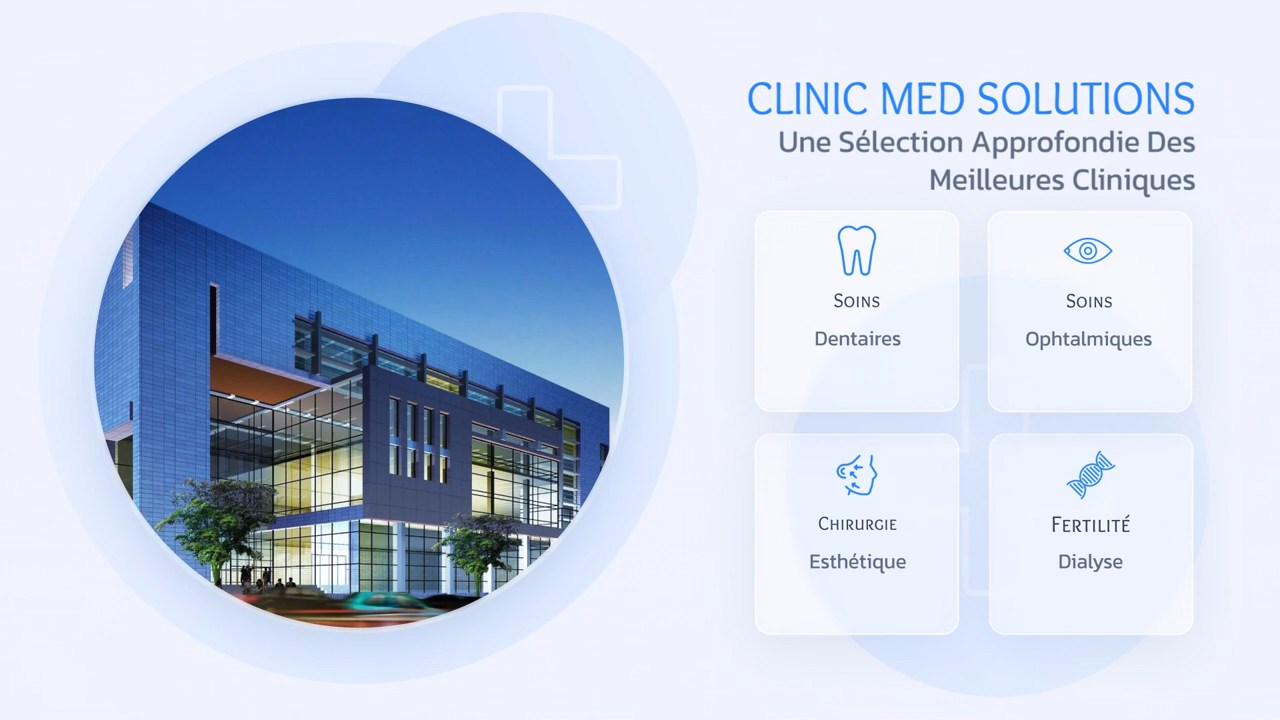 CLINIC MED SOLUTIONS
Une Sélection Approfondie Des
Meilleures Cliniques
Soins
Dentaires
Soins
Ophtalmiques
Chirurgie
Esthétique
Fertilité
Dialyse